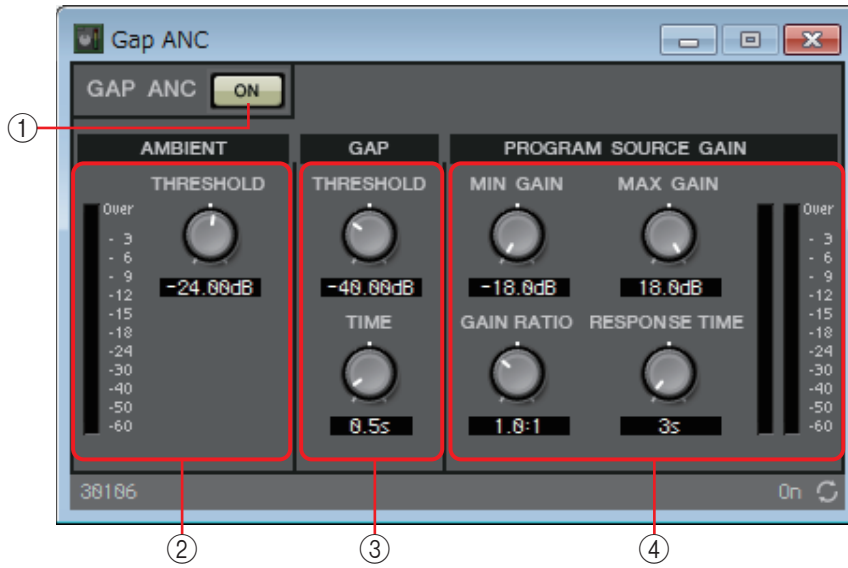 Gap ANC
GAP ANC ON
①
AMBIENT GAP PROGRAM SOURCE GAIN
THRESHOLD THRESHOLD MIN GAIN MAX GAIN
Over Over
- 3 - 3
- 6 - 6
- 9 - 9
-24.00dB -40.00dB -18.0dB 18.0dB
-12 -12
-15 -15
TIME GAIN RATIO RESPONSE TIME
-18 -18
-24 -24
-30 -30
-40 -40
-50 -50
0.5s 1.0:1 3s
-60 -60
30106 On
② ③ ④